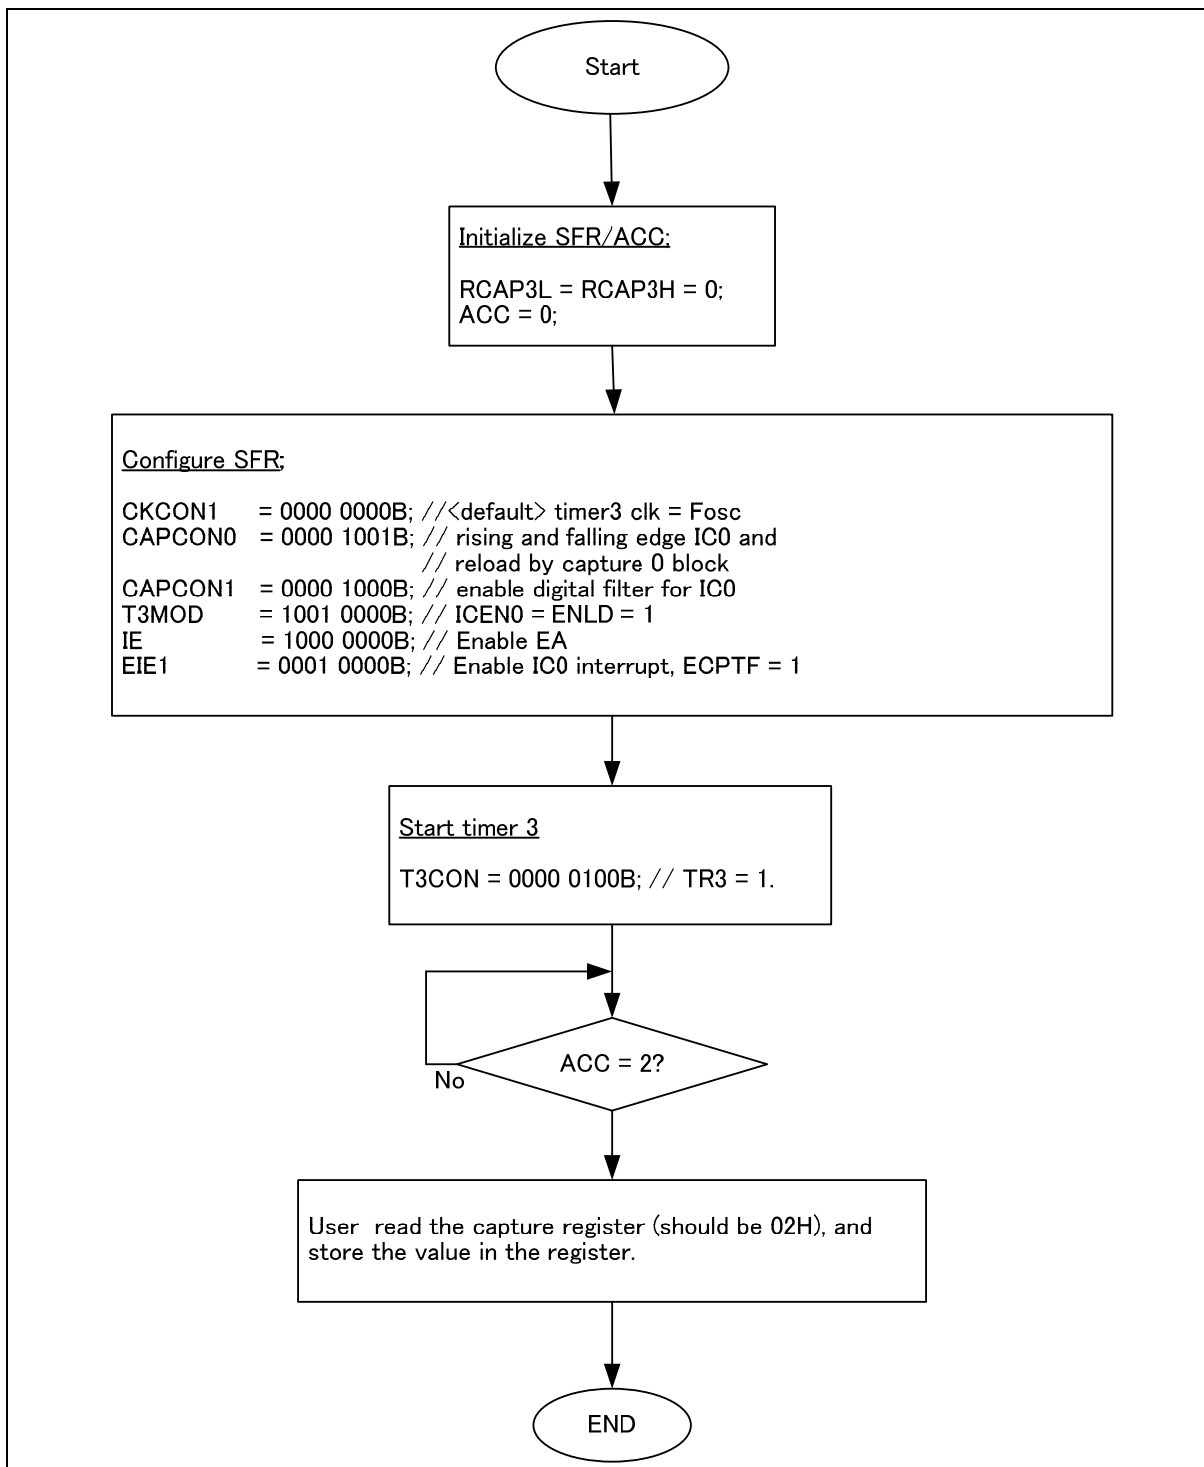 Start
Initialize SFR/ACC;
RCAP3L = RCAP3H = 0;
ACC = 0;
Configure SFR;
CKCON1 = 0000 0000B; //<default> timer3 clk = Fosc
CAPCON0 = 0000 1001B; // rising and falling edge IC0 and
// reload by capture 0 block
CAPCON1 = 0000 1000B; // enable digital filter for IC0
T3MOD = 1001 0000B; // ICEN0 = ENLD = 1
IE = 1000 0000B; // Enable EA
EIE1 = 0001 0000B; // Enable IC0 interrupt, ECPTF = 1
Start timer 3
T3CON = 0000 0100B; // TR3 = 1.
ACC = 2?
No
User read the capture register (should be 02H), and
store the value in the register.
END